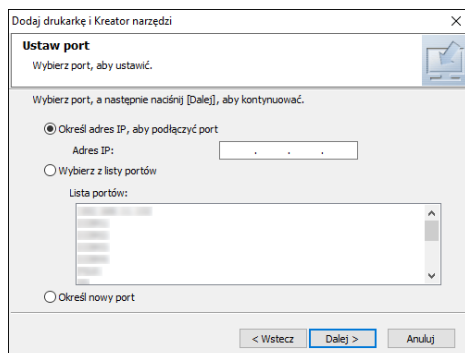 Dodaj drukarkę i Kreator narzędzi
Ustaw port
Wybierz port, aby ustawić.
Wybierz port, a następnie naciśnij [Dalej], aby kontynuować.
Określ adres IP, aby podłączyć port
Adres IP: . . .
Wybierz z listy portów
Lista portów:
Określ nowy port
< Wstecz Dalej > Anuluj